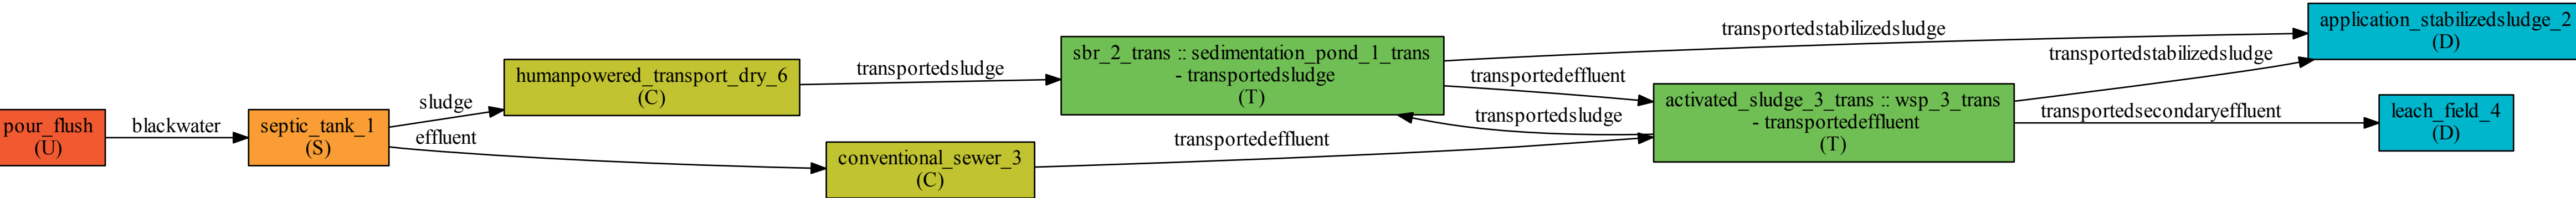 pour_flush
(U)
blackwater
septic_tank_1
(S)
sludge
effluent
humanpowered_transport_dry_6
(C)
transportedsludge
conventional_sewer_3
(C)
transportedeffluent
sbr_2_trans :: sedimentation_pond_1_trans
- transportedsludge
(T)
transportedstabilizedsludge
transportedeffluent
transportedsludge
activated_sludge_3_trans :: wsp_3_trans
- transportedeffluent
(T)
transportedstabilizedsludge
transportedsecondaryeffluent
application_stabilizedsludge_2
(D)
leach_field_4
(D)